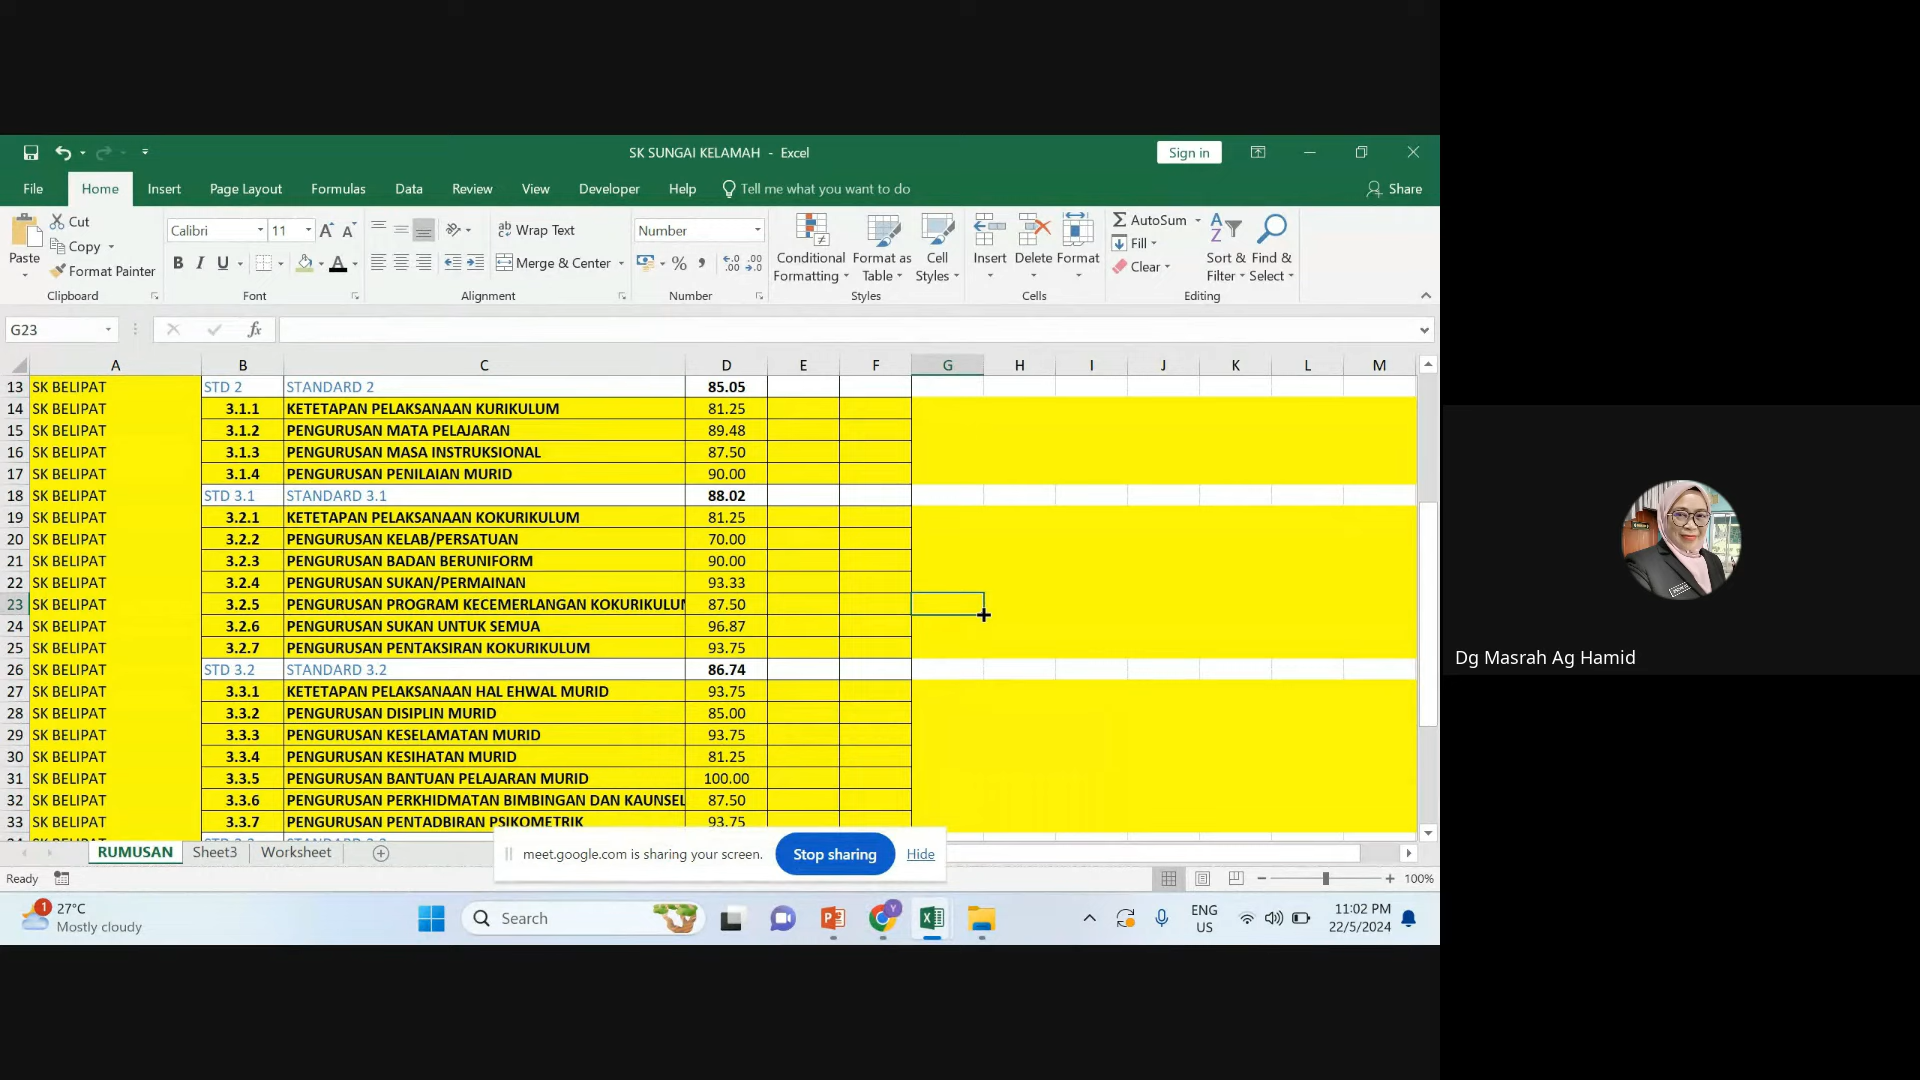 SK SUNGAI KELAMAH - Excel
Sign in
File Home Insert Page Layout Formulas Data Review View Developer Help Tell me what you want to do Share
Paste
Cut
Copy
Format Painter
Clipboard
Calibri 11
B I U
Font
Wrap Text
Merge & Center
Alignment
Number
Number
Conditional Formatting
Format as Table
Cell Styles
Styles
Insert Delete Format
Cells
AutoSum
Fill
Clear
Sort & Filter
Find & Select
Editing
G23 fx
A B C D E F G H I J K L M
13 SK BELIPAT STD 2 STANDARD 2 85.05
14 SK BELIPAT 3.1.1 KETETAPAN PELAKSANAAN KURIKULUM 81.25
15 SK BELIPAT 3.1.2 PENGURUSAN MATA PELAJARAN 89.48
16 SK BELIPAT 3.1.3 PENGURUSAN MASA INSTRUKSIONAL 87.50
17 SK BELIPAT 3.1.4 PENGURUSAN PENILAIAN MURID 90.00
18 SK BELIPAT STD 3.1 STANDARD 3.1 88.02
19 SK BELIPAT 3.2.1 KETETAPAN PELAKSANAAN KOKURIKULUM 81.25
20 SK BELIPAT 3.2.2 PENGURUSAN KELAB/PERSATUAN 70.00
21 SK BELIPAT 3.2.3 PENGURUSAN BADAN BERUNIFORM 90.00
22 SK BELIPAT 3.2.4 PENGURUSAN SUKAN/PERMAINAN 93.33
23 SK BELIPAT 3.2.5 PENGURUSAN PROGRAM KECEMERLANGAN KOKURIKULUM 87.50
24 SK BELIPAT 3.2.6 PENGURUSAN SUKAN UNTUK SEMUA 96.87
25 SK BELIPAT 3.2.7 PENGURUSAN PENTAKSIRAN KOKURIKULUM 93.75
26 SK BELIPAT STD 3.2 STANDARD 3.2 86.74
27 SK BELIPAT 3.3.1 KETETAPAN PELAKSANAAN HAL EHWAL MURID 93.75
28 SK BELIPAT 3.3.2 PENGURUSAN DISIPLIN MURID 85.00
29 SK BELIPAT 3.3.3 PENGURUSAN KESELAMATAN MURID 93.75
30 SK BELIPAT 3.3.4 PENGURUSAN KESIHATAN MURID 81.25
31 SK BELIPAT 3.3.5 PENGURUSAN BANTUAN PELAJARAN MURID 100.00
32 SK BELIPAT 3.3.6 PENGURUSAN PERKHIDMATAN BIMBINGAN DAN KAUNSEL 87.50
33 SK BELIPAT 3.3.7 PENGURUSAN PENTADBIRAN PSIKOMETRIK 93.75
RUMUSAN Sheet3 Worksheet
meet.google.com is sharing your screen. Stop sharing Hide
Ready
100%
1
27°C
Mostly cloudy
Search
ENG
US
11:02 PM
22/5/2024
Dg Masrah Ag Hamid